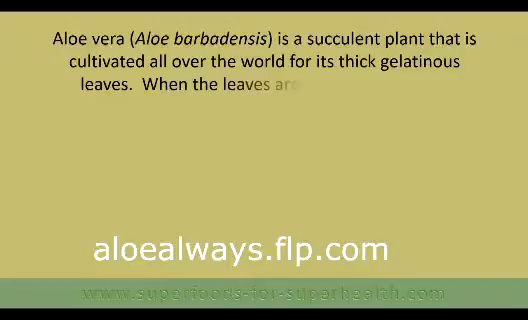 Aloe vera (Aloe barbadensis) is a succulent plant that is
cultivated all over the world for its thick gelatinous
leaves. When the leaves are
aloealways.flp.com
www.superfoods-for-superhealth.com